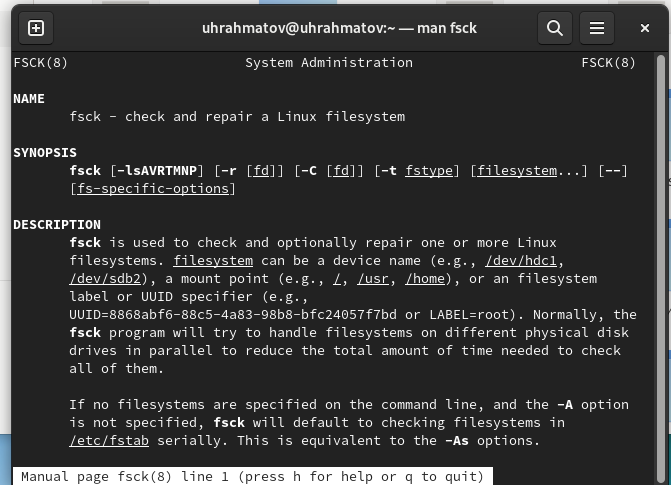 uhrahmatov@uhrahmatov:~ — man fsck
FSCK(8) System Administration FSCK(8)
NAME
fsck - check and repair a Linux filesystem
SYNOPSIS
fsck [-lsAVRTMNP] [-r [fd]] [-C [fd]] [-t fstype] [filesystem...] [--]
[fs-specific-options]
DESCRIPTION
fsck is used to check and optionally repair one or more Linux
filesystems. filesystem can be a device name (e.g., /dev/hdc1,
/dev/sdb2), a mount point (e.g., /, /usr, /home), or an filesystem
label or UUID specifier (e.g.,
UUID=8868abf6-88c5-4a83-98b8-bfc24057f7bd or LABEL=root). Normally, the
fsck program will try to handle filesystems on different physical disk
drives in parallel to reduce the total amount of time needed to check
all of them.
If no filesystems are specified on the command line, and the -A option
is not specified, fsck will default to checking filesystems in
/etc/fstab serially. This is equivalent to the -As options.
Manual page fsck(8) line 1 (press h for help or q to quit)